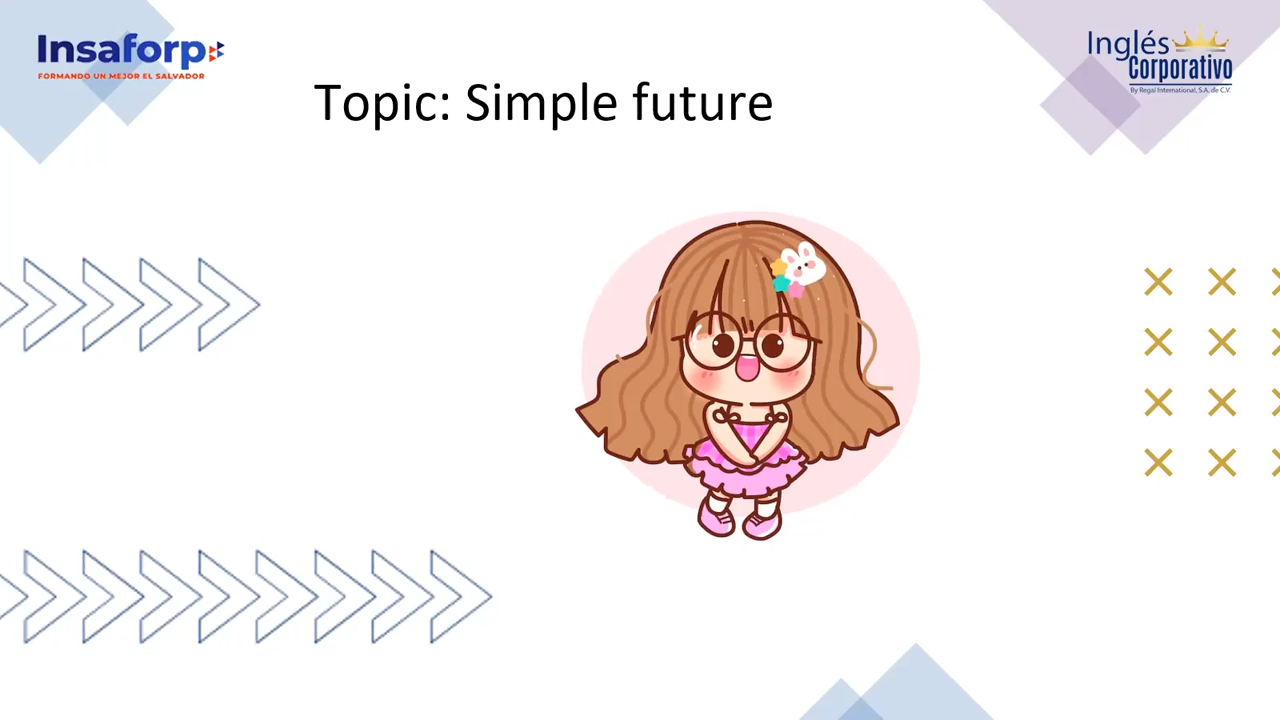 Insaforp
FORMANDO UN MEJOR EL SALVADOR
Inglés
Corporativo
By Regal International, S.A. de C.V.
Topic: Simple future